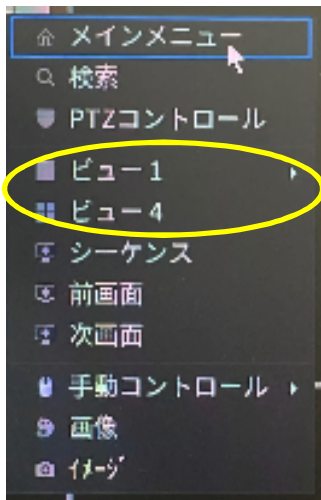 メインメニュー
検索
PTZコントロール
ビュー1
ビュー4
シーケンス
前画面
次画面
手動コントロール
画像
イメージ